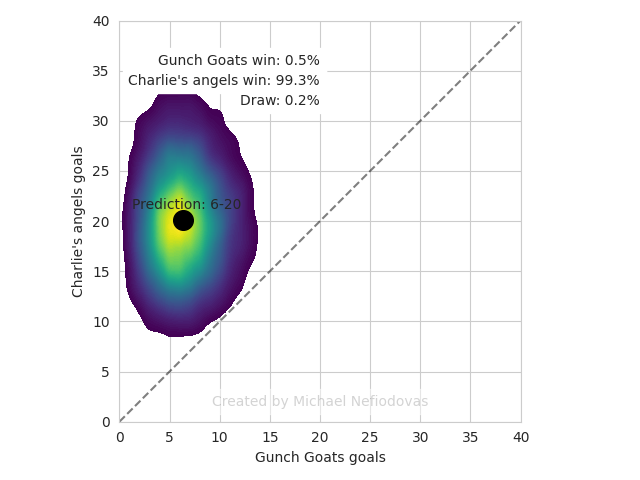 Gunch Goats win: 0.5%
Charlie's angels win: 99.3%
Draw: 0.2%
Prediction: 6-20
Created by Michael Nefiodovas
Charlie's angels goals
40
35
30
25
20
15
10
5
0
0 5 10 15 20 25 30 35 40
Gunch Goats goals